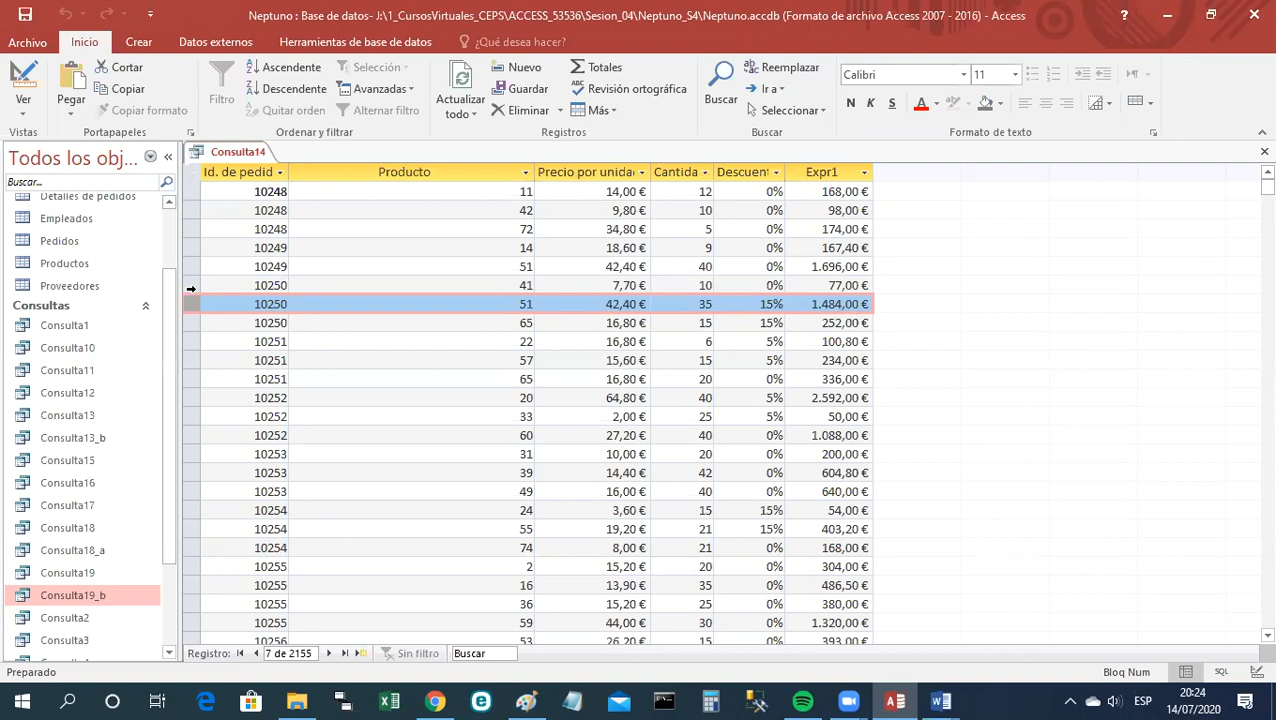 Neptuno : Base de datos- J:\1_CursosVirtuales_CEPS\ACCESS_53536\Sesion_04\Neptuno_S4\Neptuno.accdb (Formato de archivo Access 2007 - 2016) - Access
Archivo Inicio Crear Datos externos Herramientas de base de datos ¿Qué desea hacer?
Ver
Pegar
Cortar
Copiar
Copiar formato
Filtro
Ascendente
Descendente
Quitar orden
Selección
Avanzadas
Alternar filtro
Actualizar todo
Nuevo
Guardar
Eliminar
Totales
Revisión ortográfica
Más
Buscar
Reemplazar
Ir a
Seleccionar
Calibri 11
N K S
Vistas Portapapeles Ordenar y filtrar Registros Buscar Formato de texto
Todos los obj...
Buscar...
Detalles de pedidos
Empleados
Pedidos
Productos
Proveedores
Consultas
Consulta1
Consulta10
Consulta11
Consulta12
Consulta13
Consulta13_b
Consulta15
Consulta16
Consulta17
Consulta18
Consulta18_a
Consulta19
Consulta19_b
Consulta2
Consulta3
Consulta14
Id. de pedid Producto Precio por unidad Cantida Descuent Expr1
10248 11 14,00 € 12 0% 168,00 €
10248 42 9,80 € 10 0% 98,00 €
10248 72 34,80 € 5 0% 174,00 €
10249 14 18,60 € 9 0% 167,40 €
10249 51 42,40 € 40 0% 1.696,00 €
10250 41 7,70 € 10 0% 77,00 €
10250 51 42,40 € 35 15% 1.484,00 €
10250 65 16,80 € 15 15% 252,00 €
10251 22 16,80 € 6 5% 100,80 €
10251 57 15,60 € 15 5% 234,00 €
10251 65 16,80 € 20 0% 336,00 €
10252 20 64,80 € 40 5% 2.592,00 €
10252 33 2,00 € 25 5% 50,00 €
10252 60 27,20 € 40 0% 1.088,00 €
10253 31 10,00 € 20 0% 200,00 €
10253 39 14,40 € 42 0% 604,80 €
10253 49 16,00 € 40 0% 640,00 €
10254 24 3,60 € 15 15% 54,00 €
10254 55 19,20 € 21 15% 403,20 €
10254 74 8,00 € 21 0% 168,00 €
10255 2 15,20 € 20 0% 304,00 €
10255 16 13,90 € 35 0% 486,50 €
10255 36 15,20 € 25 0% 380,00 €
10255 59 44,00 € 30 0% 1.320,00 €
10256 53 26,20 € 15 0% 393,00 €
Registro: 7 de 2155 Sin filtro Buscar
Preparado Bloq Num SQL
ESP 20:24
14/07/2020